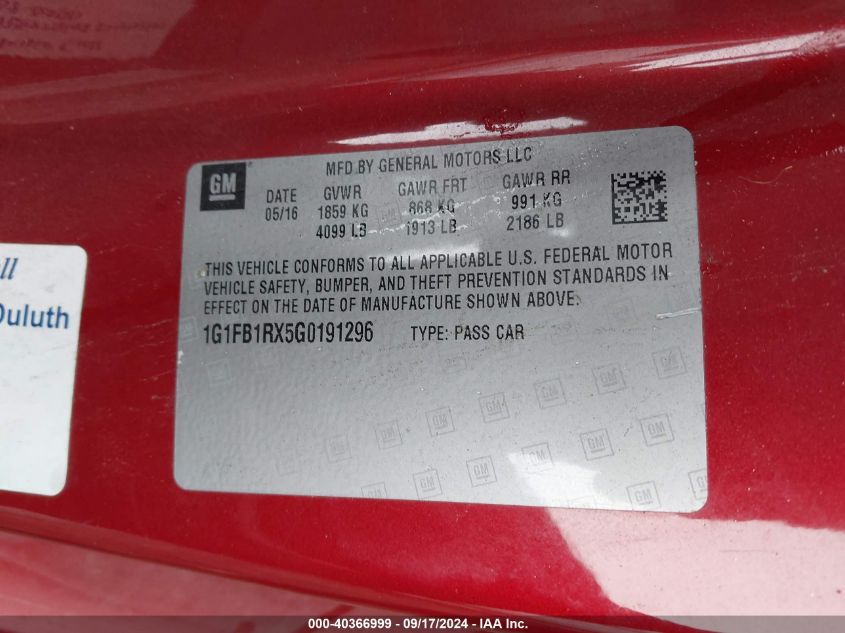 GM
MFD BY GENERAL MOTORS LLC
DATE GVWR GAWR FRT GAWR RR
05/16 1859 KG 868 KG 991 KG
4099 LB 1913 LB 2186 LB
THIS VEHICLE CONFORMS TO ALL APPLICABLE U.S. FEDERAL MOTOR
VEHICLE SAFETY, BUMPER, AND THEFT PREVENTION STANDARDS IN
EFFECT ON THE DATE OF MANUFACTURE SHOWN ABOVE.
1G1FB1RX5G0191296 TYPE: PASS CAR
Duluth
000-40366999 / 09/17/2024 - IAA Inc.